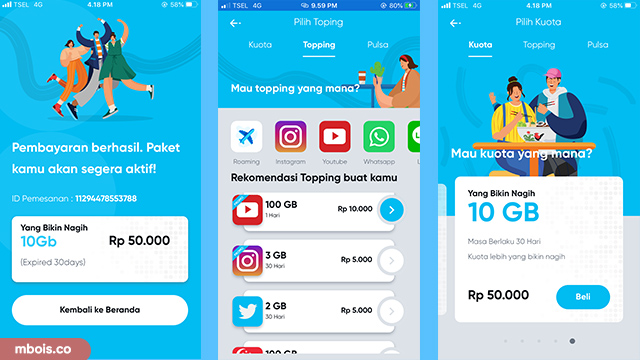 TSEL 4G
4.18 PM
58%
Pembayaran berhasil. Paket
kamu akan segera aktif!
ID Pemesanan : 11294478553788
Yang Bikin Nagih
10Gb
Rp 50.000
(Expired 30days)
Kembali ke Beranda
mbois.co
TSEL 4G
9.59 PM
80%
Pilih Toping
Kuota
Topping
Pulsa
Mau topping yang mana?
Roaming
Instagram
Youtube
Whatsapp
Rekomendasi Topping buat kamu
100 GB
1 Hari
Rp 10.000
3 GB
30 Hari
Rp 5.000
2 GB
30 Hari
Rp 5.000
TSEL 4G
4.18 PM
58%
Pilih Kuota
Kuota
Topping
Pulsa
Mau kuota yang mana?
Yang Bikin Nagih
10 GB
Masa Berlaku 30 Hari
Kuota lebih yang bikin nagih
Rp 50.000
Beli